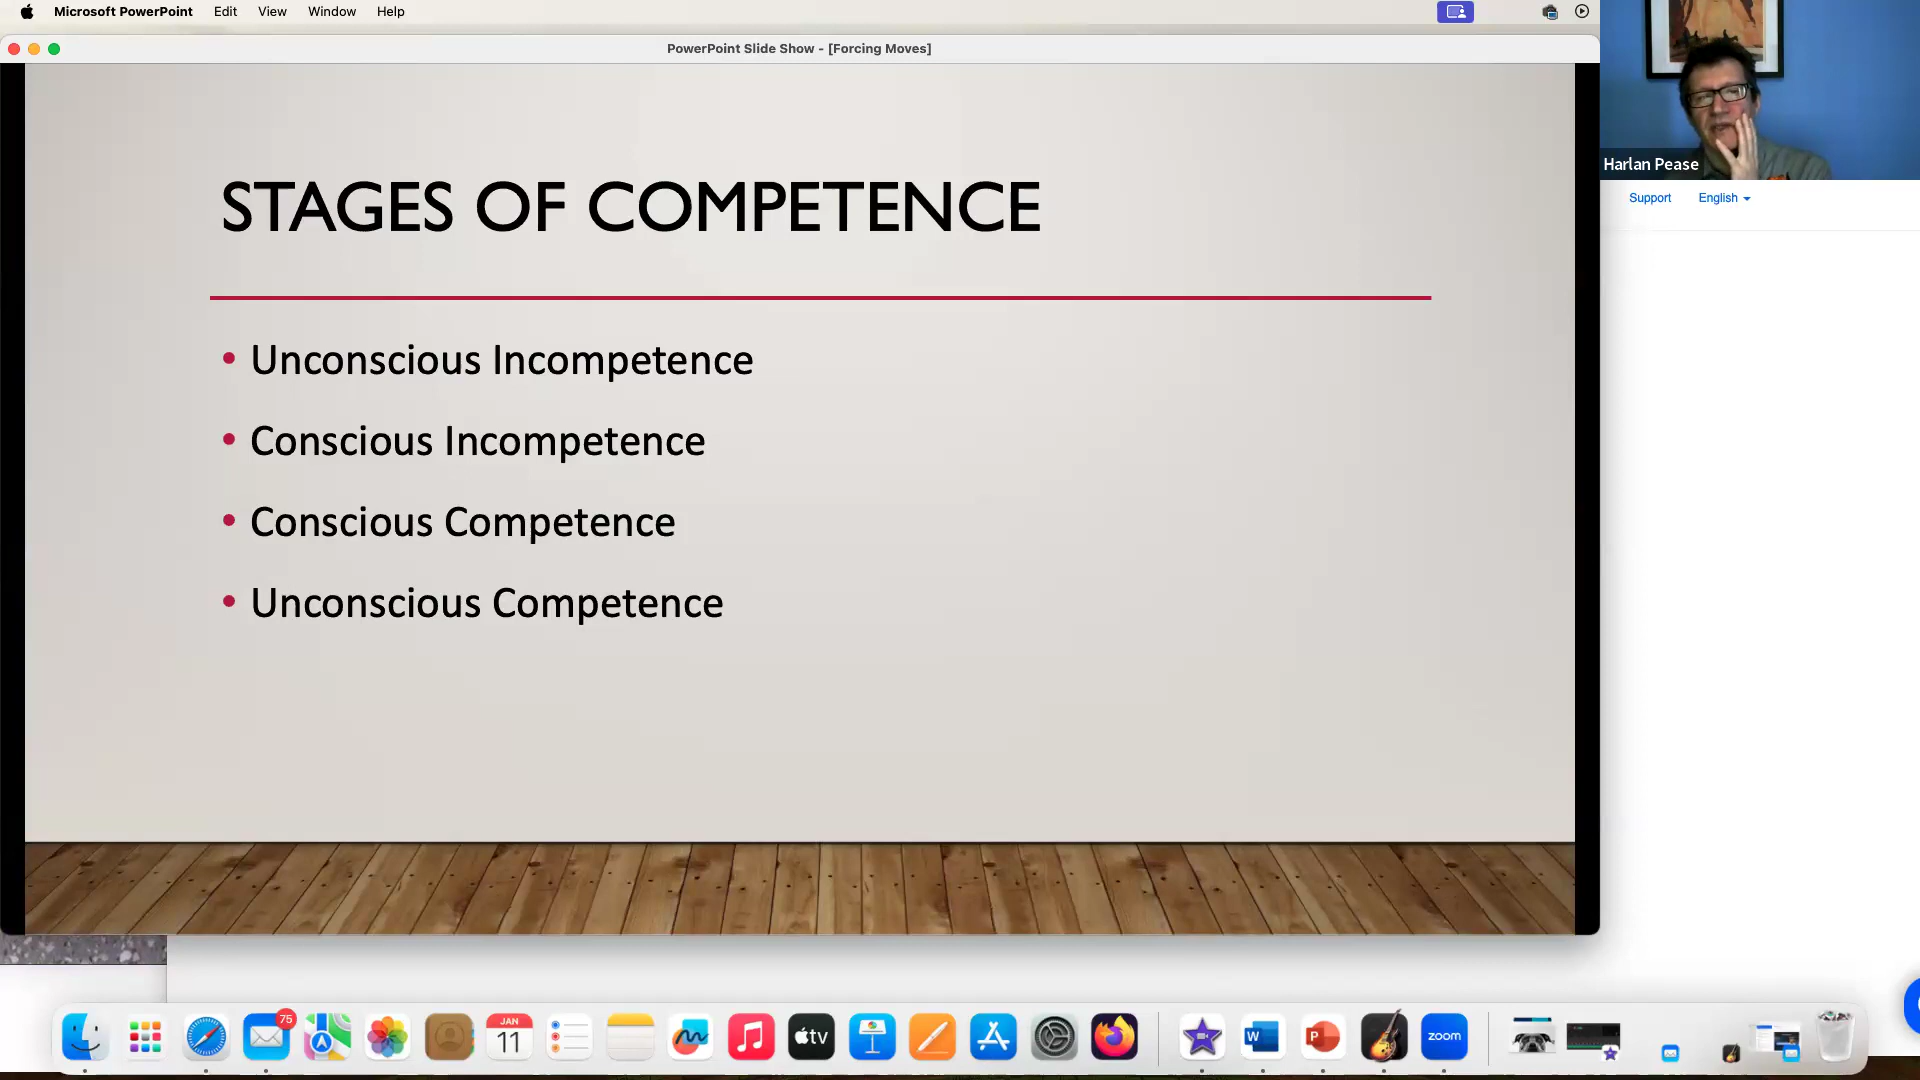 Microsoft PowerPoint Edit View Window Help
PowerPoint Slide Show - [Forcing Moves]
Harlan Pease
Support English
STAGES OF COMPETENCE
• Unconscious Incompetence
• Conscious Incompetence
• Conscious Competence
• Unconscious Competence
75
JAN
11
tv
W
P
zoom